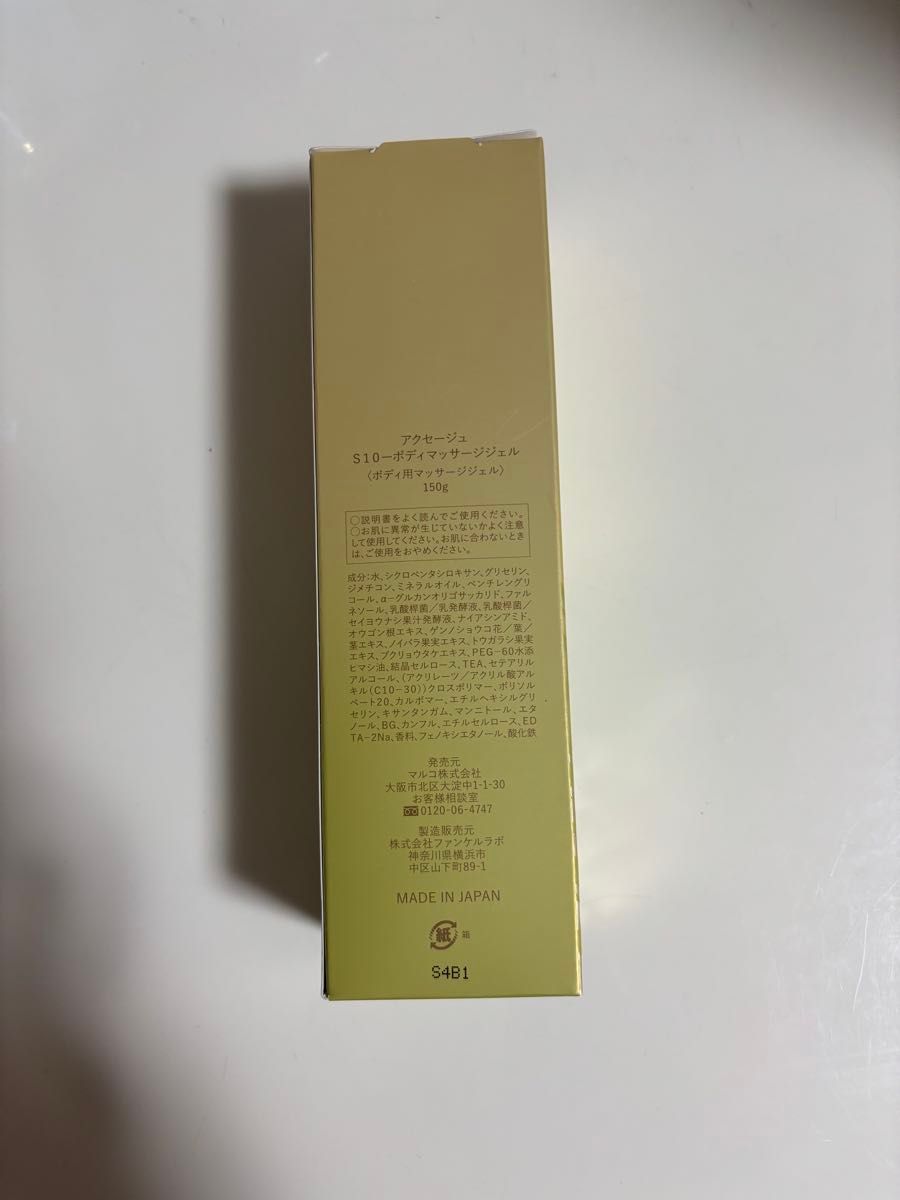 アクセージュ
S10ーボディマッサージジェル
〈ボディ用マッサージジェル〉
150g
○説明書をよく読んでご使用ください。
○お肌に異常が生じていないかよく注意
して使用してください。お肌に合わないとき
は、ご使用をおやめください。
成分:水、シクロペンタシロキサン、グリセリン、
ジメチコン、ミネラルオイル、ペンチレングリ
コール、α-グルカンオリゴサッカリド、ファル
ネソール、乳酸桿菌/乳発酵液、乳酸桿菌/
セイヨウナシ果汁発酵液、ナイアシンアミド、
オウゴン根エキス、ゲンノショウコ花/葉/
茎エキス、ノイバラ果実エキス、トウガラシ果実
エキス、ブクリョウタケエキス、PEG-60水添
ヒマシ油、結晶セルロース、TEA、セテアリル
アルコール、(アクリレーツ/アクリル酸アル
キル(C10-30))クロスポリマー、ポリソル
ベート20、カルボマー、エチルヘキシルグリ
セリン、キサンタンガム、マンニトール、エタ
ノール、BG、カンフル、エチルセルロース、ED
TA-2Na、香料、フェノキシエタノール、酸化鉄
発売元
マルコ株式会社
大阪市北区大淀中1-1-30
お客様相談室
0120-06-4747
製造販売元
株式会社ファンケルラボ
神奈川県横浜市
中区山下町89-1
MADE IN JAPAN
紙 箱
S4B1